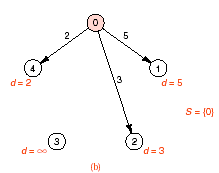 0
2
5
4
1
d = 2
d = 5
3
S = {0}
3
2
d = ∞
d = 3
(b)